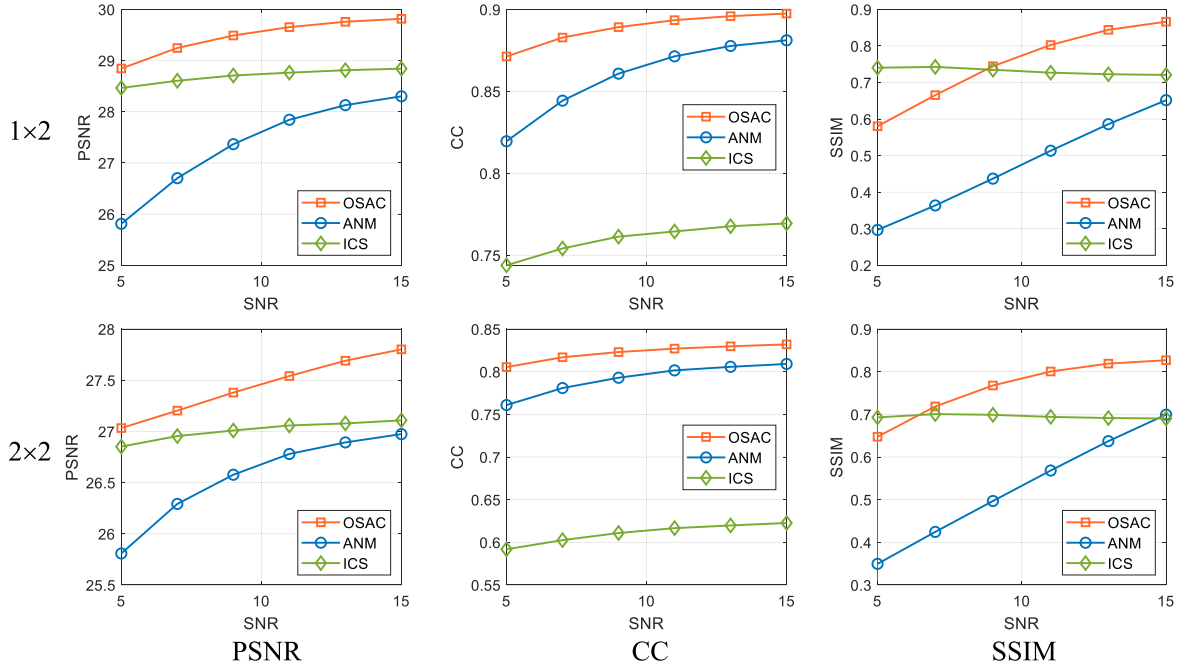 1×2
30
29
28
27
26
25
PSNR
5
10
15
SNR
OSAC
ANM
ICS
0.9
0.85
0.8
0.75
CC
5
10
15
SNR
OSAC
ANM
ICS
0.9
0.8
0.7
0.6
0.5
0.4
0.3
0.2
SSIM
5
10
15
SNR
OSAC
ANM
ICS
2×2
28
27.5
27
26.5
26
25.5
PSNR
5
10
15
SNR
OSAC
ANM
ICS
0.85
0.8
0.75
0.7
0.65
0.6
0.55
CC
5
10
15
SNR
OSAC
ANM
ICS
0.9
0.8
0.7
0.6
0.5
0.4
0.3
SSIM
5
10
15
SNR
OSAC
ANM
ICS
PSNR
CC
SSIM